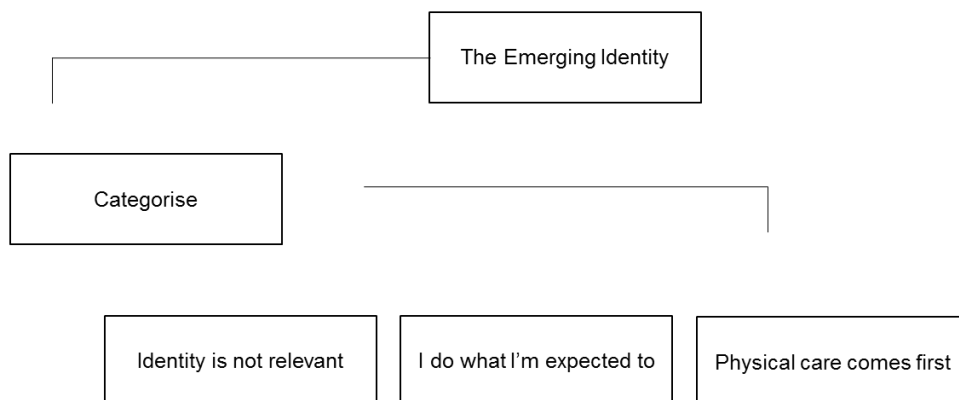 The Emerging Identity
Categorise
Identity is not relevant
I do what I’m expected to
Physical care comes first